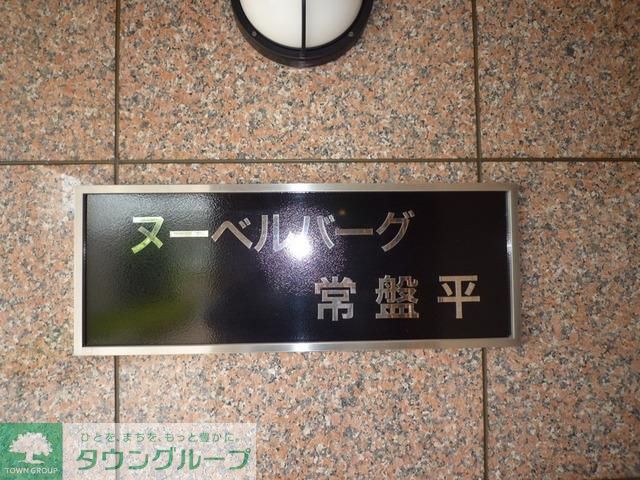 ヌーベルバーグ
常盤平
ひとを、まちを、もっと豊かに。
タウングループ
TOWN GROUP